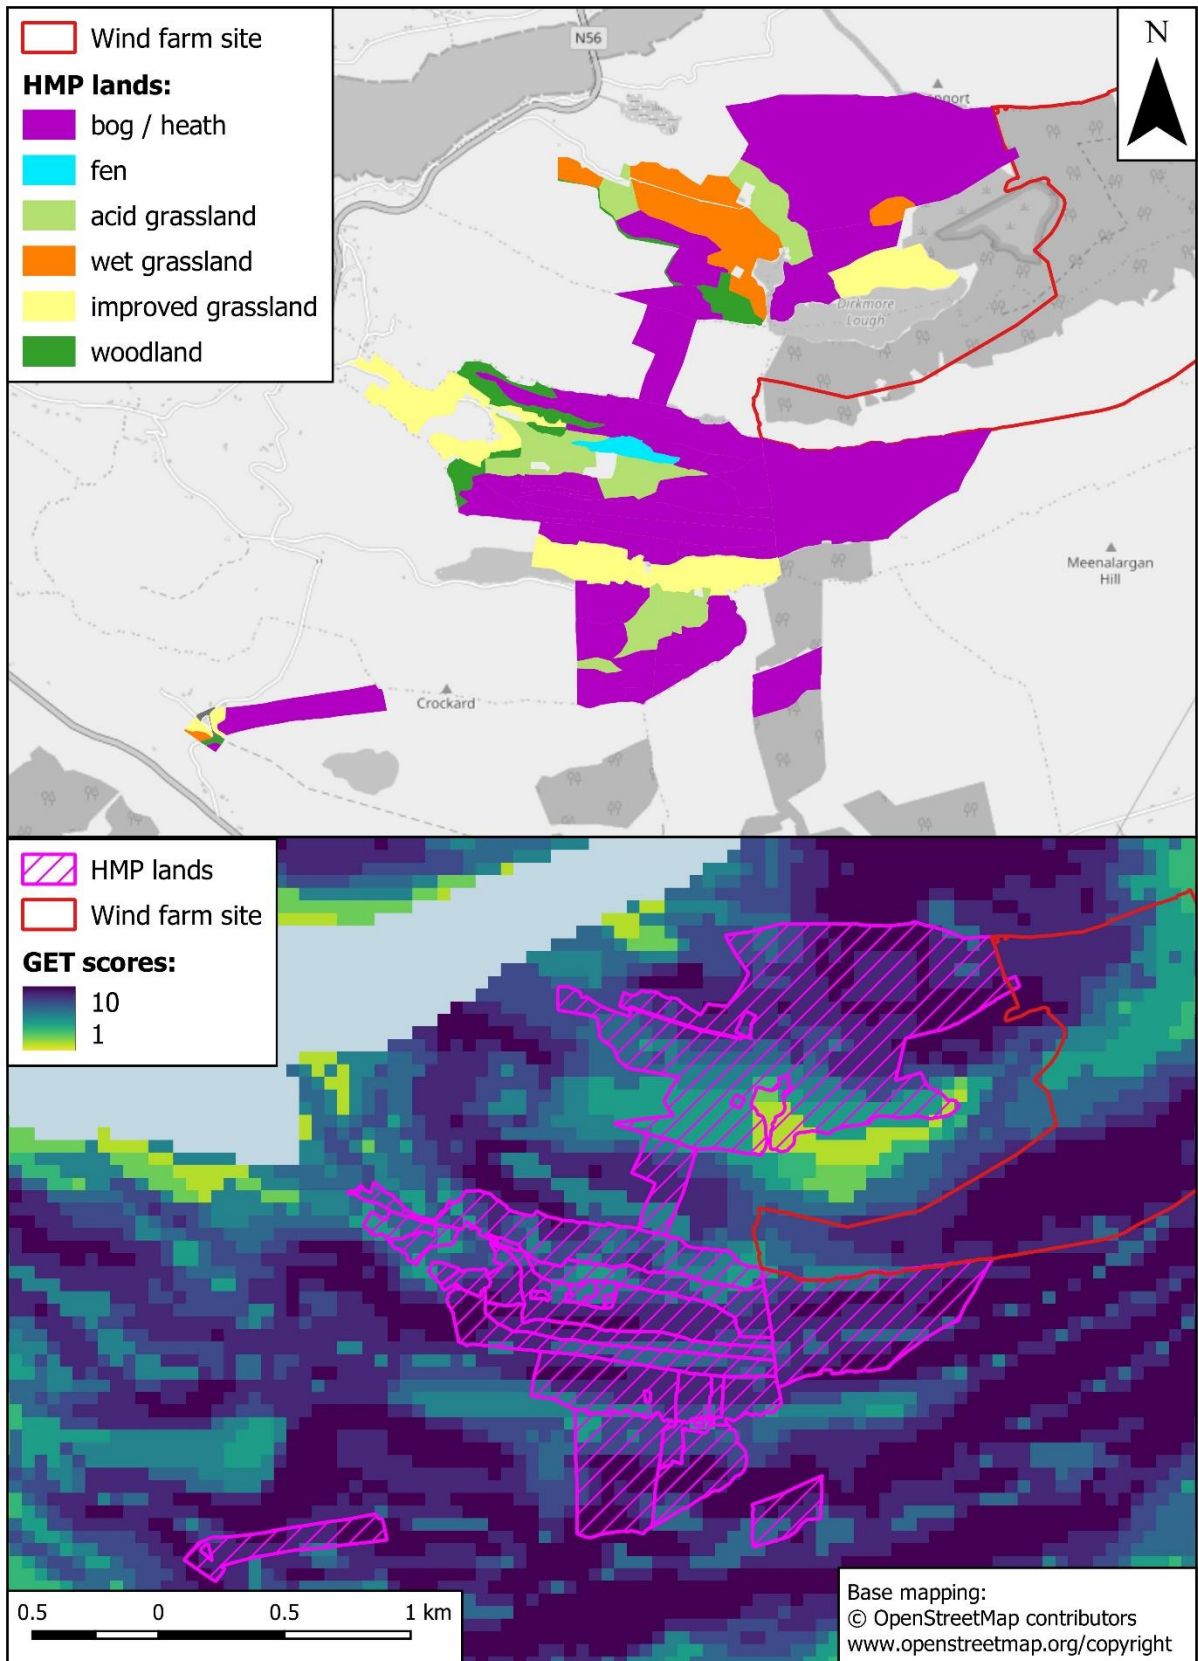 Wind farm site
HMP lands:
bog / heath
fen
acid grassland
wet grassland
improved grassland
woodland
N56
N
Dirkmore
Lough
Meenalargan
Hill
Crockard
HMP lands
Wind farm site
GET scores:
10
1
0.5 0 0.5 1 km
Base mapping:
© OpenStreetMap contributors
www.openstreetmap.org/copyright